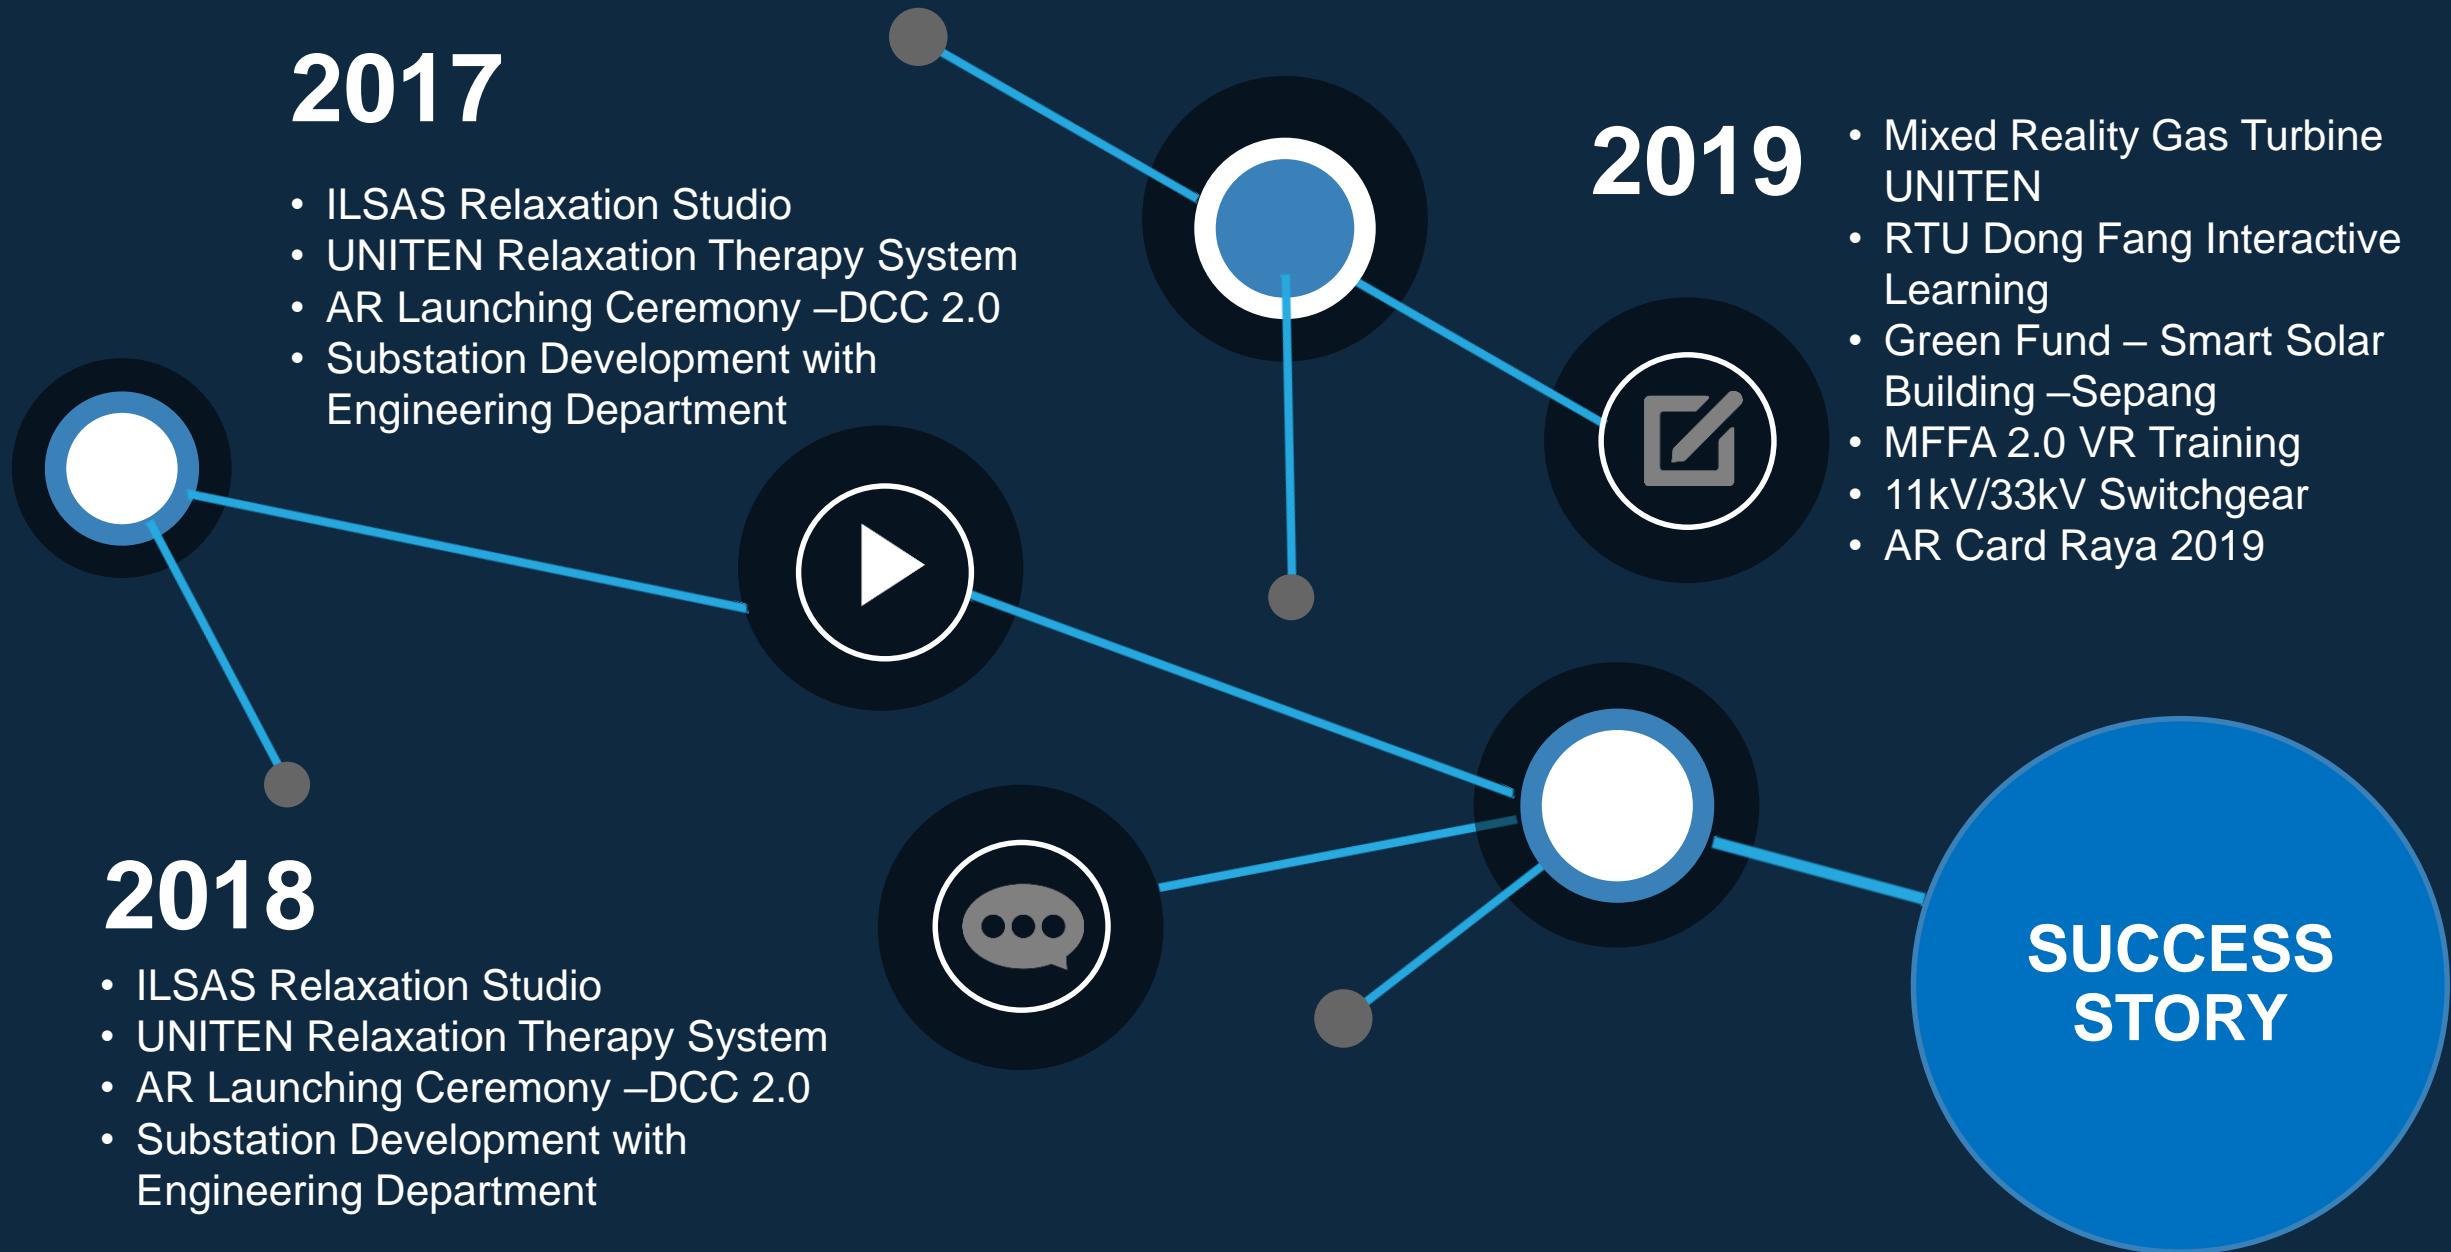 2017
• ILSAS Relaxation Studio
• UNITEN Relaxation Therapy System
• AR Launching Ceremony –DCC 2.0
• Substation Development with
Engineering Department
2019
• Mixed Reality Gas Turbine
UNITEN
• RTU Dong Fang Interactive
Learning
• Green Fund – Smart Solar
Building –Sepang
• MFFA 2.0 VR Training
• 11kV/33kV Switchgear
• AR Card Raya 2019
2018
• ILSAS Relaxation Studio
• UNITEN Relaxation Therapy System
• AR Launching Ceremony –DCC 2.0
• Substation Development with
Engineering Department
SUCCESS
STORY